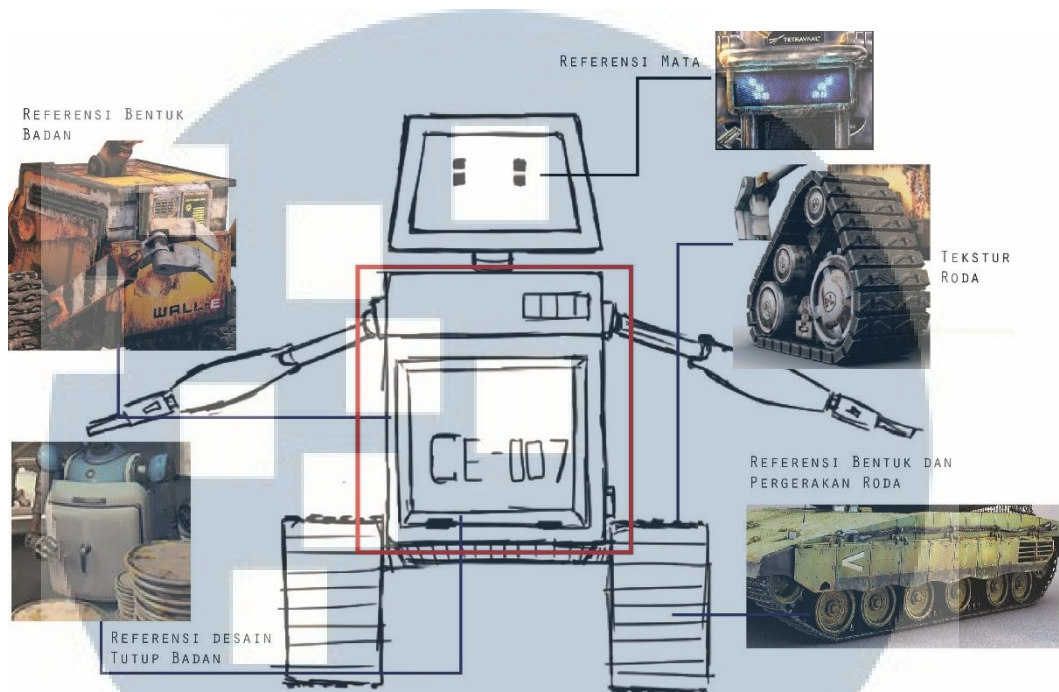 REFERENSI MATA
TETRAVAAL
REFERENSI BENTUK
BADAN
WALL-E
TEKSTUR
RODA
CE-007
REFERENSI BENTUK DAN
PERGERAKAN RODA
REFERENSI DESAIN
TUTUP BADAN